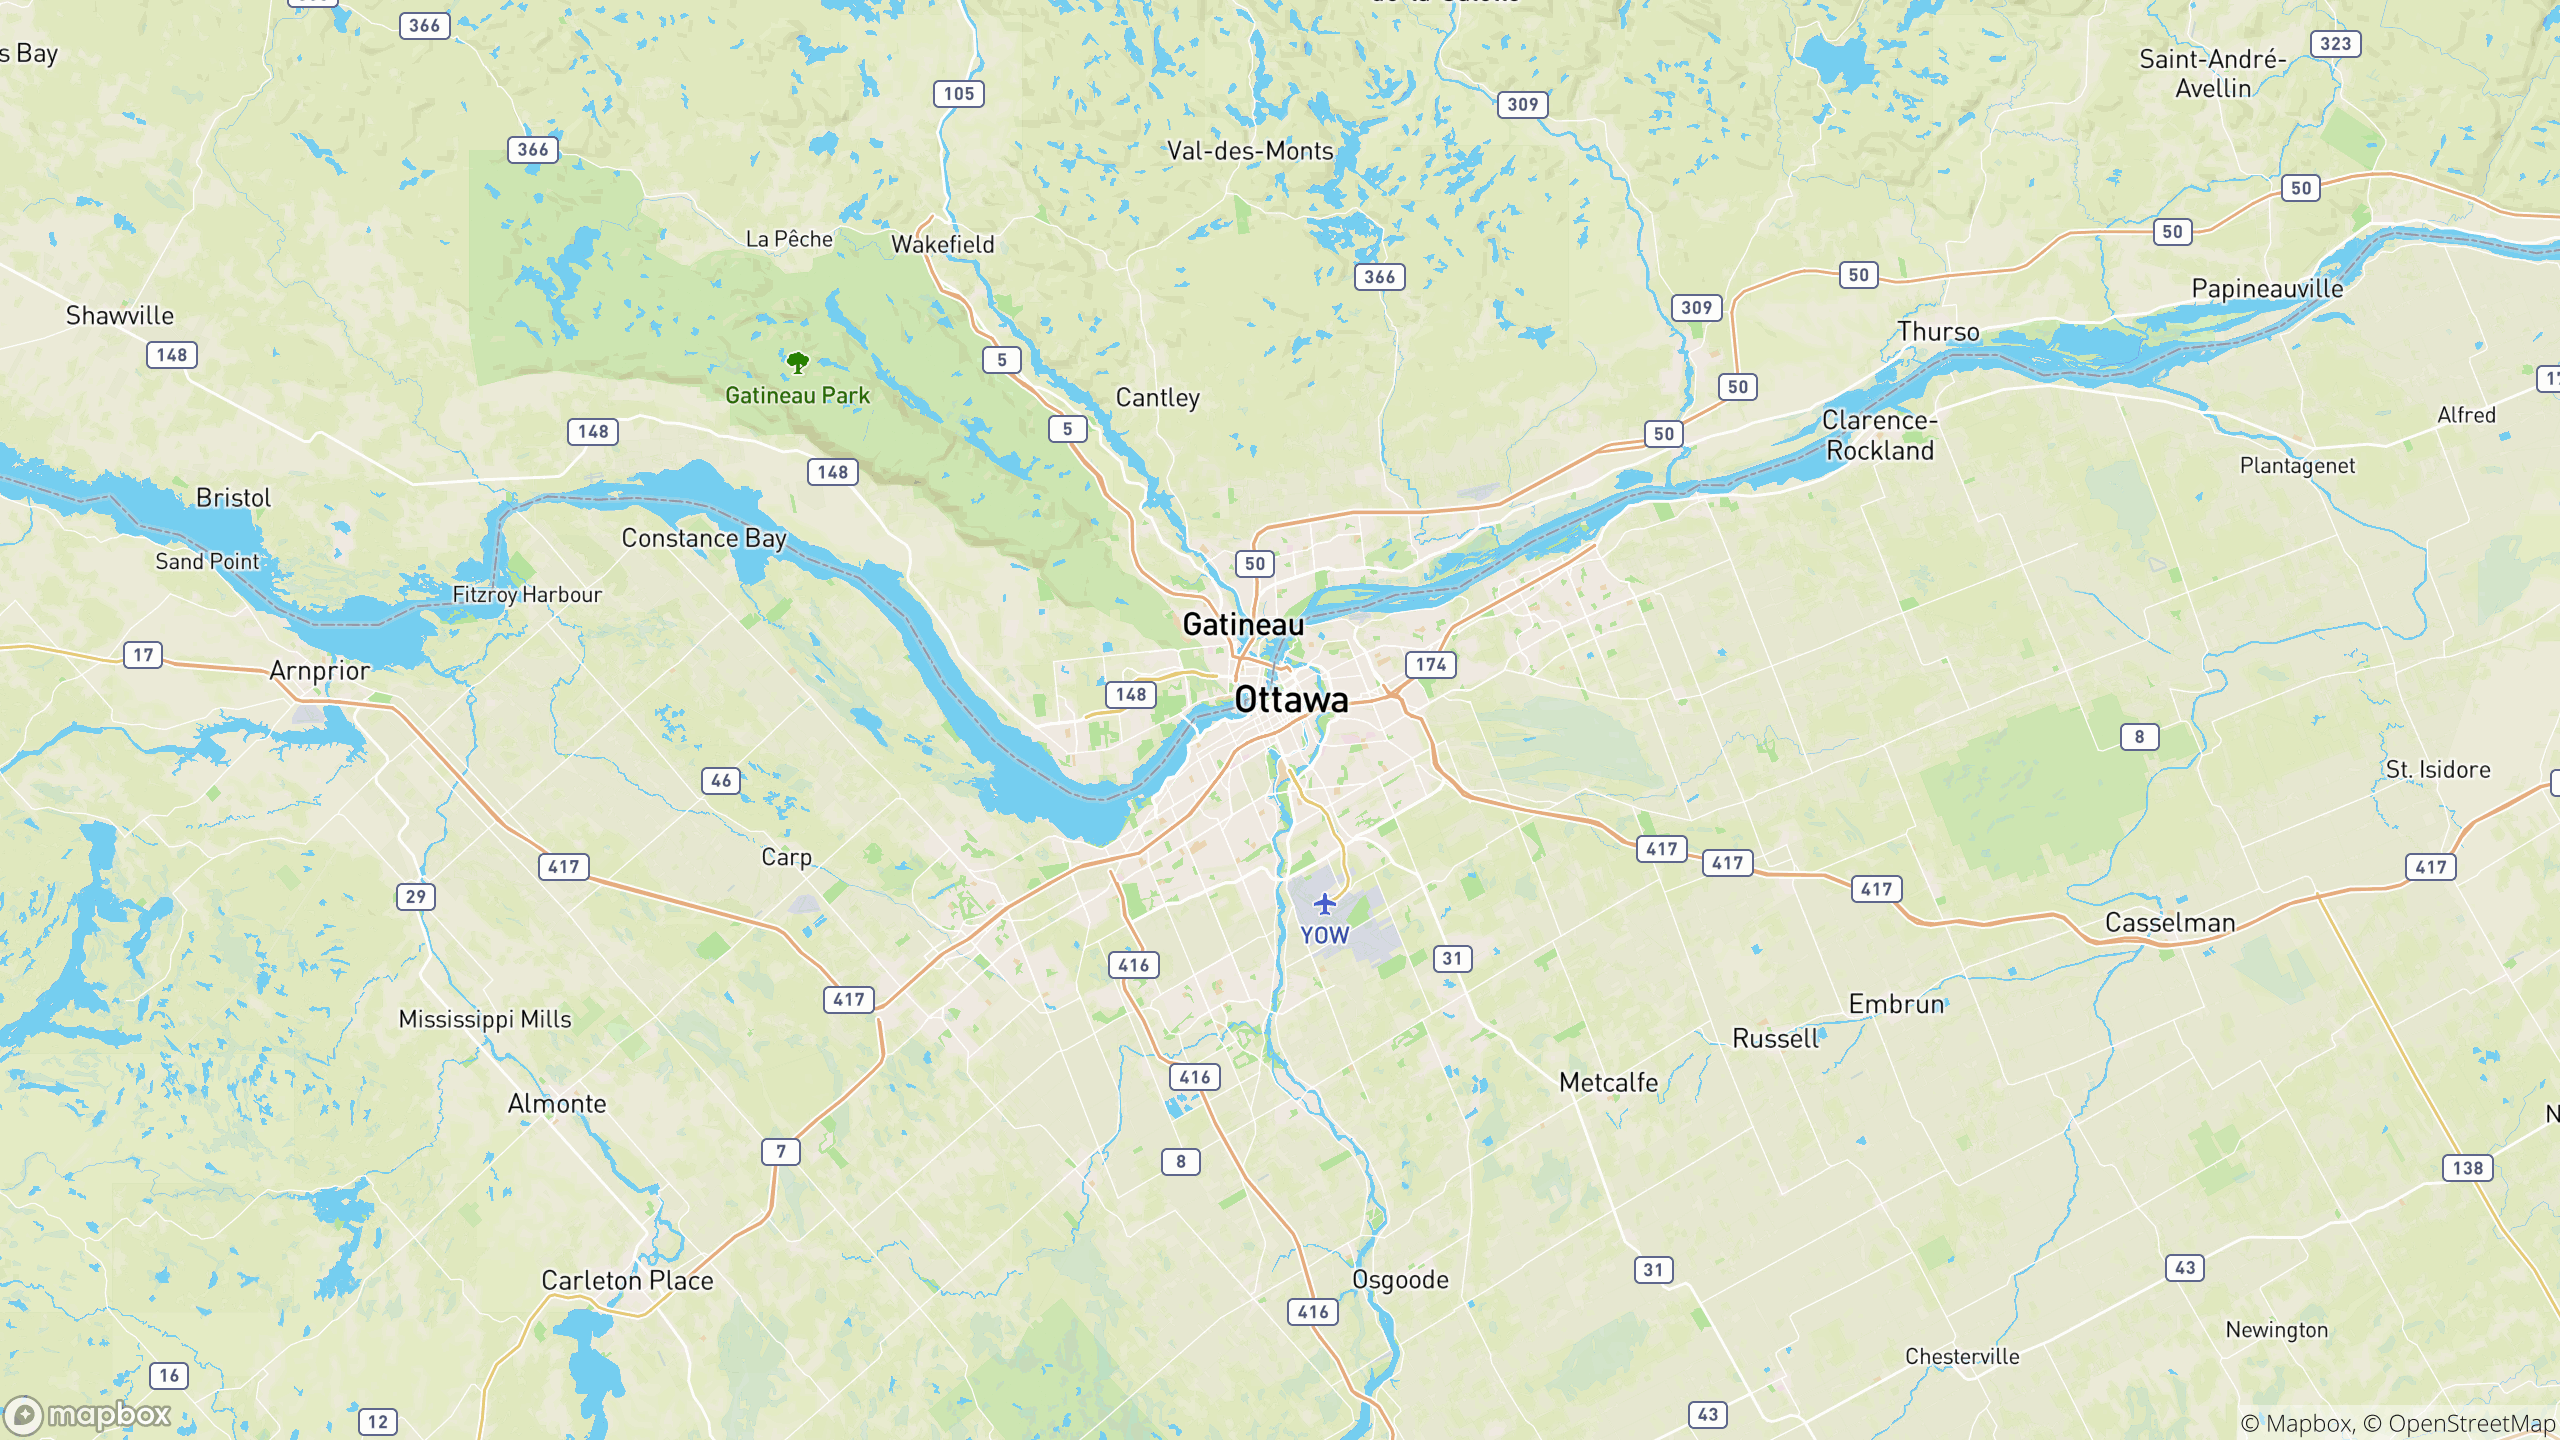 366
323
s Bay
Saint-André-
Avellin
105
309
366
Val-des-Monts
50
La Pêche
Wakefield
50
366
50
Papineauville
309
Shawville
148
5
Thurso
Gatineau Park
50
Cantley
Alfred
148
5
50
Clarence-
Rockland
148
Plantagenet
Bristol
Constance Bay
Sand Point
50
Fitzroy Harbour
Gatineau
17
Arnprior
174
148
Ottawa
8
46
St. Isidore
Carp
417
417
417
417
29
417
YOW
Casselman
416
31
417
Embrun
Mississippi Mills
Russell
416
Metcalfe
Almonte
7
8
138
31
43
Carleton Place
Osgoode
416
Newington
Chesterville
16
mapbox
43
12
© Mapbox, © OpenStreetMap